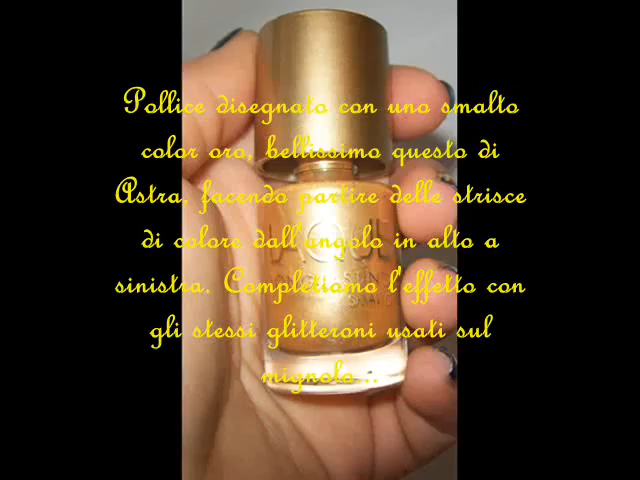 Pollice disegnato con uno smalto
color oro, bellissimo questo di
Astra, facendo partire delle strisce
di colore dall'angolo in alto a
sinistra. Completiamo l'effetto con
gli stessi glitteroni usati sul
mignolo...
LAQUE